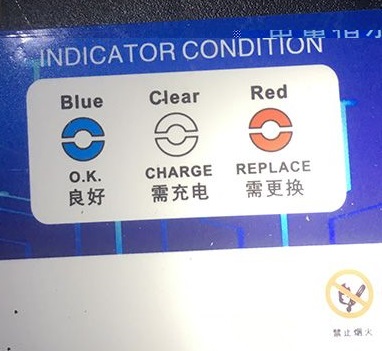 INDICATOR CONDITION
Blue Clear Red
O.K. CHARGE REPLACE
良好 需充电 需更换
禁止烟火